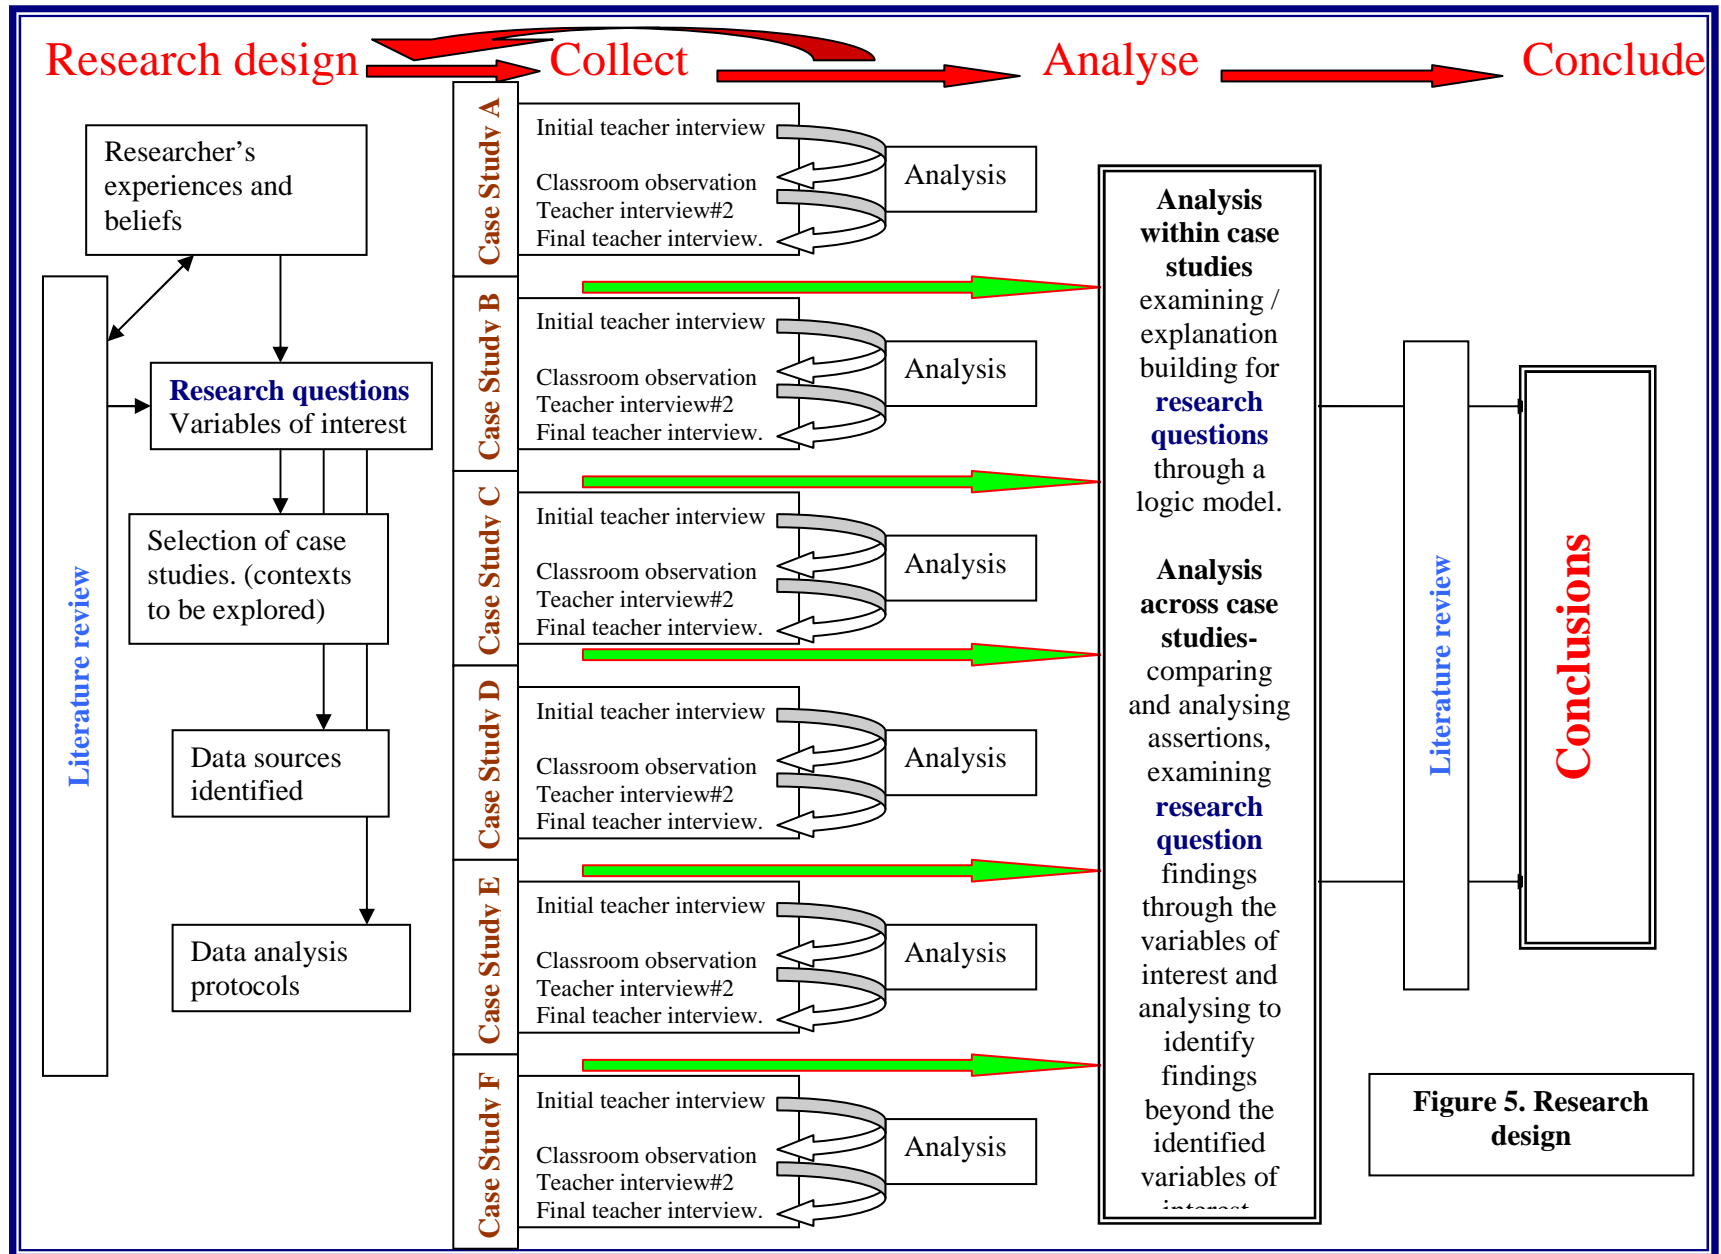 Research design
Collect
Analyse
Conclude
Researcher's
experiences and
beliefs
Literature review
Research questions
Variables of interest
Selection of case
studies. (contexts
to be explored)
Data sources
identified
Data analysis
protocols
Case Study A
Initial teacher interview
Classroom observation
Teacher interview#2
Final teacher interview.
Analysis
Case Study B
Initial teacher interview
Classroom observation
Teacher interview#2
Final teacher interview.
Analysis
Case Study C
Initial teacher interview
Classroom observation
Teacher interview#2
Final teacher interview.
Analysis
Case Study D
Initial teacher interview
Classroom observation
Teacher interview#2
Final teacher interview.
Analysis
Case Study E
Initial teacher interview
Classroom observation
Teacher interview#2
Final teacher interview.
Analysis
Case Study F
Initial teacher interview
Classroom observation
Teacher interview#2
Final teacher interview.
Analysis
Analysis
within case
studies
examining /
explanation
building for
research
questions
through a
logic model.
Analysis
across case
studies-
comparing
and analysing
assertions,
examining
research
question
findings
through the
variables of
interest and
analysing to
identify
findings
beyond the
identified
variables of
interest
Literature review
Conclusions
Figure 5. Research
design